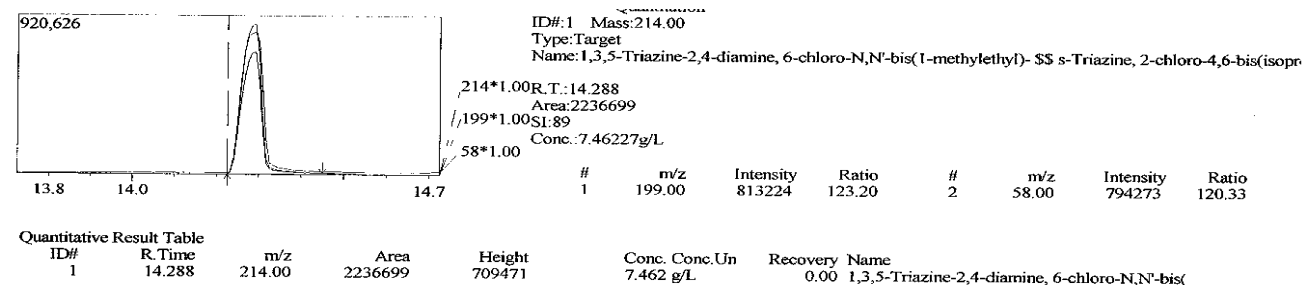 920,626
ID#:1 Mass:214.00
Type:Target
Name:1,3,5-Triazine-2,4-diamine, 6-chloro-N,N'-bis(1-methylethyl)- $$ s-Triazine, 2-chloro-4,6-bis(isopr
214*1.00
R.T.:14.288
Area:2236699
199*1.00
SI:89
Conc.:7.46227g/L
58*1.00
# m/z Intensity Ratio # m/z Intensity Ratio
1 199.00 813224 123.20 2 58.00 794273 120.33
13.8 14.0 14.7
Quantitative Result Table
ID# R.Time m/z Area Height Conc. Conc.Un Recovery Name
1 14.288 214.00 2236699 709471 7.462 g/L 0.00 1,3,5-Triazine-2,4-diamine, 6-chloro-N,N'-bis(